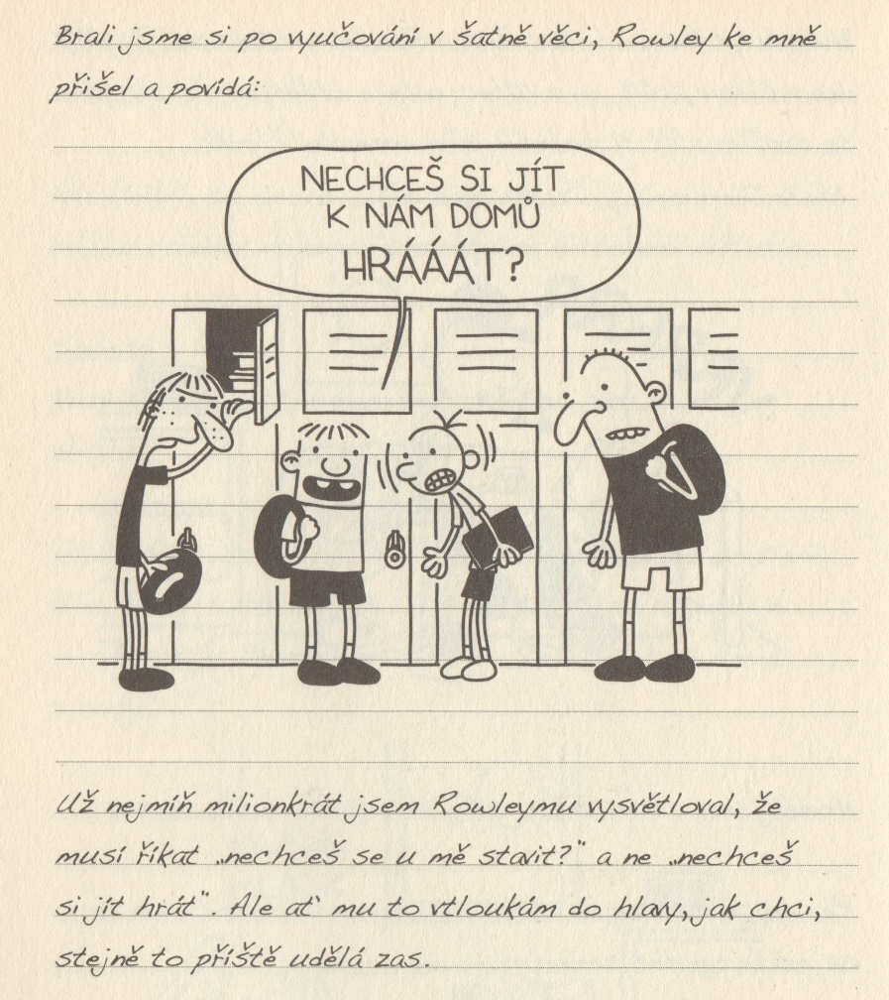 Brali jsme si po vyučování v šatně věci, Rowley ke mně
přišel a povídá:
NECHCEŠ SI JÍT
K NÁM DOMŮ
HRÁÁÁT?
Už nejmíň milionkrát jsem Rowleymu vysvětloval, že
musí říkat „nechceš se u mě stavit?" a ne „nechceš
si jít hrát". Ale ať mu to vtloukám do hlavy, jak chci,
stejně to příště udělá zas.